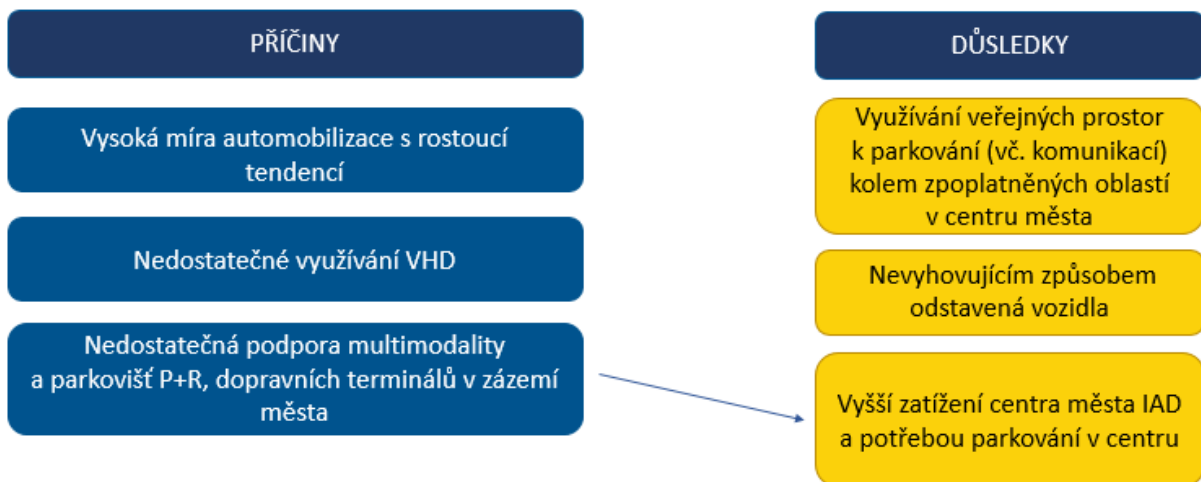 PŘÍČINY
Vysoká míra automobilizace s rostoucí
tendencí
Nedostatečné využívání VHD
Nedostatečná podpora multimodality
a parkovišť P+R, dopravních terminálů v zázemí
města
DŮSLEDKY
Využívání veřejných prostor
k parkování (vč. komunikací)
kolem zpoplatněných oblastí
v centru města
Nevyhovujícím způsobem
odstavená vozidla
Vyšší zatížení centra města IAD
a potřebou parkování v centru